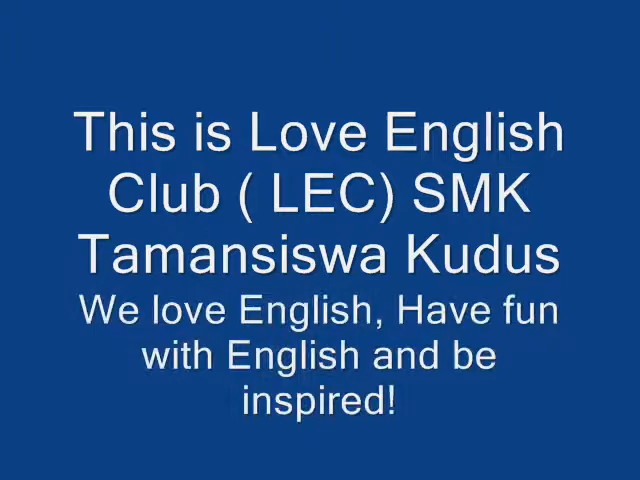 This is Love English
Club ( LEC) SMK
Tamansiswa Kudus
We love English, Have fun
with English and be
inspired!